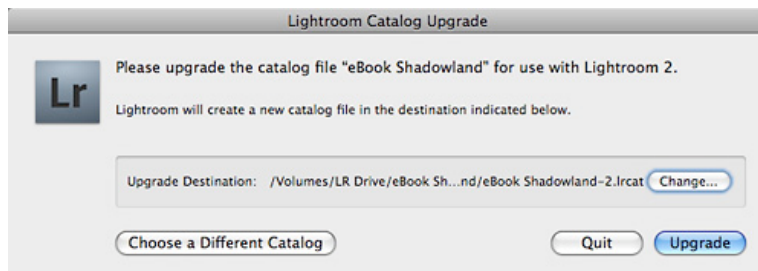 Lightroom Catalog Upgrade
Lr
Please upgrade the catalog file “eBook Shadowland” for use with Lightroom 2.
Lightroom will create a new catalog file in the destination indicated below.
Upgrade Destination: /Volumes/LR Drive/eBook Sh...nd/eBook Shadowland-2.lrcat Change...
Choose a Different Catalog Quit Upgrade